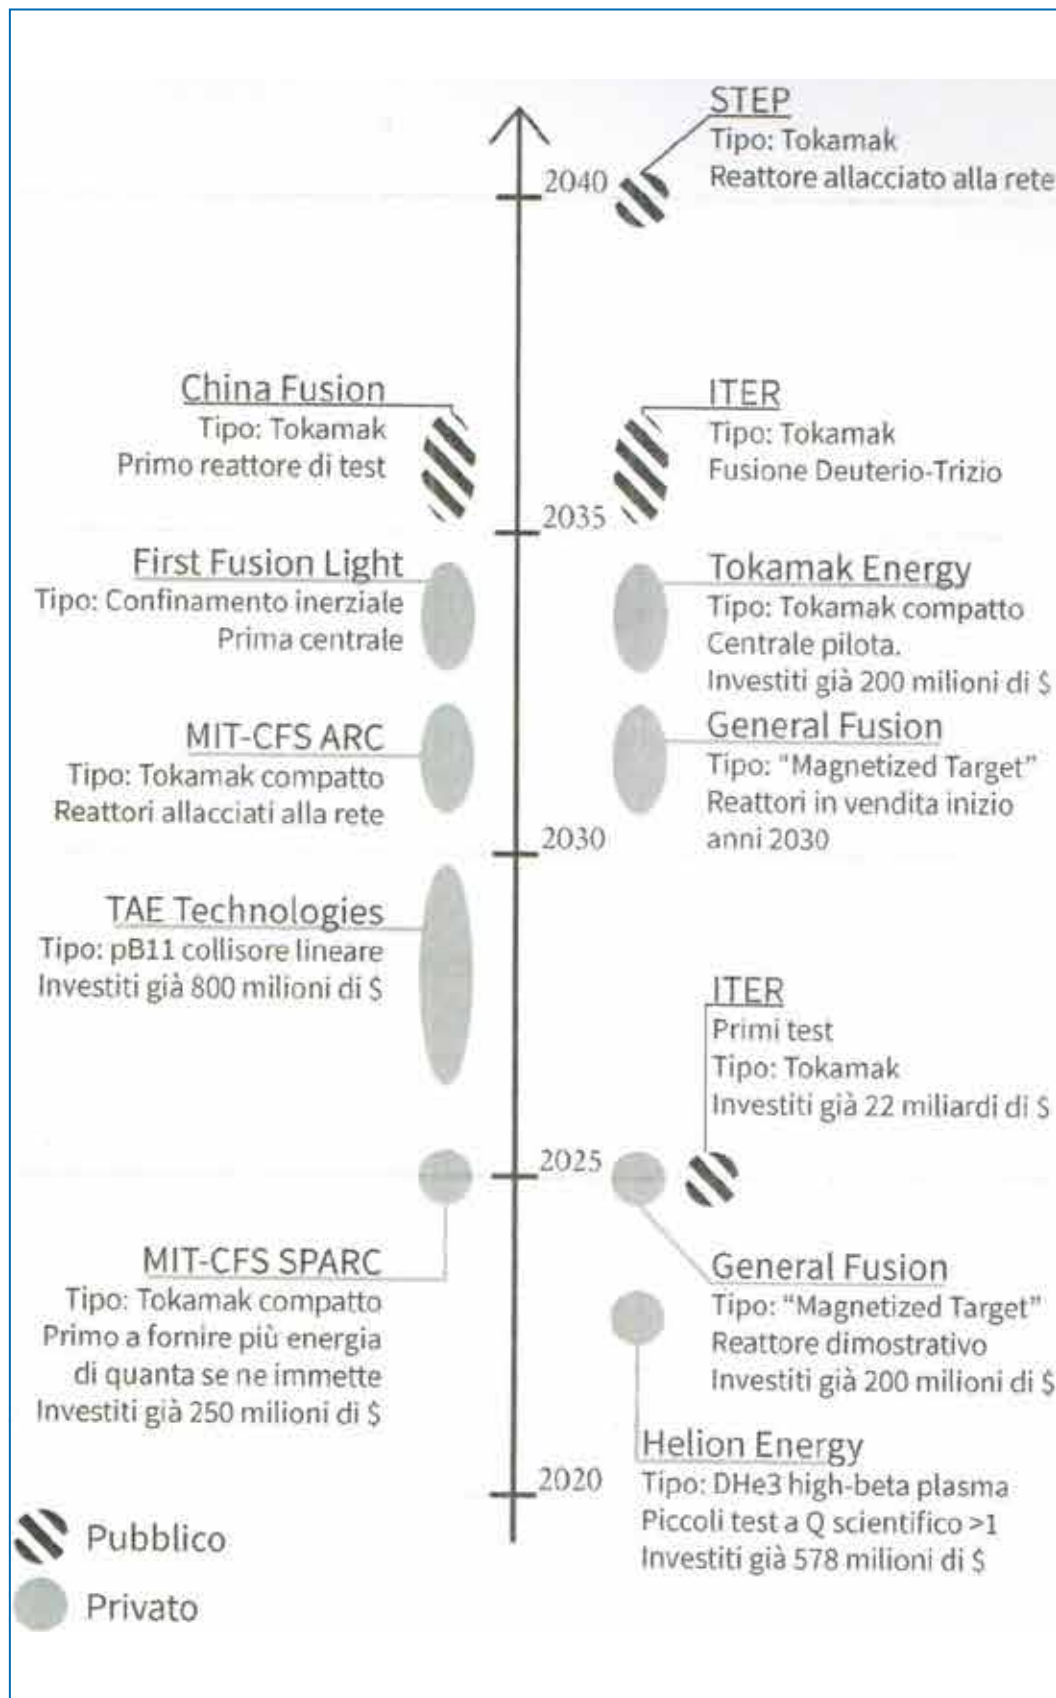 STEP
Tipo: Tokamak
Reattore allacciato alla rete
2040
China Fusion
Tipo: Tokamak
Primo reattore di test
ITER
Tipo: Tokamak
Fusione Deuterio-Trizio
2035
First Fusion Light
Tipo: Confinamento inerziale
Prima centrale
Tokamak Energy
Tipo: Tokamak compatto
Centrale pilota.
Investiti già 200 milioni di $
MIT-CFS ARC
Tipo: Tokamak compatto
Reattori allacciati alla rete
General Fusion
Tipo: “Magnetized Target”
Reattori in vendita inizio
anni 2030
2030
TAE Technologies
Tipo: pB11 collisore lineare
Investiti già 800 milioni di $
ITER
Primi test
Tipo: Tokamak
Investiti già 22 miliardi di $
2025
MIT-CFS SPARC
Tipo: Tokamak compatto
Primo a fornire più energia
di quanta se ne immette
Investiti già 250 milioni di $
General Fusion
Tipo: “Magnetized Target”
Reattore dimostrativo
Investiti già 200 milioni di $
Helion Energy
Tipo: DHe3 high-beta plasma
Piccoli test a Q scientifico >1
Investiti già 578 milioni di $
2020
Pubblico
Privato